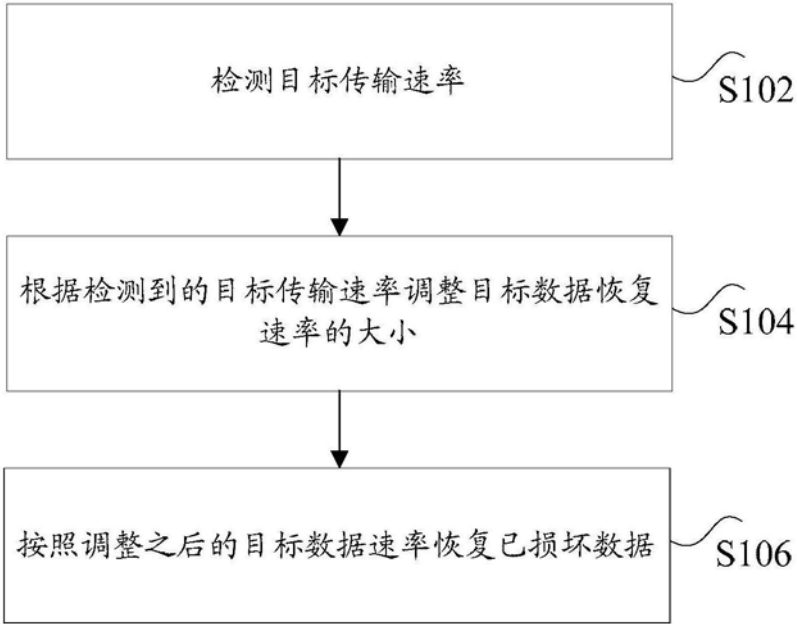 检测目标传输速率
S102
根据检测到的目标传输速率调整目标数据恢复
速率的大小
S104
按照调整之后的目标数据速率恢复已损坏数据
S106